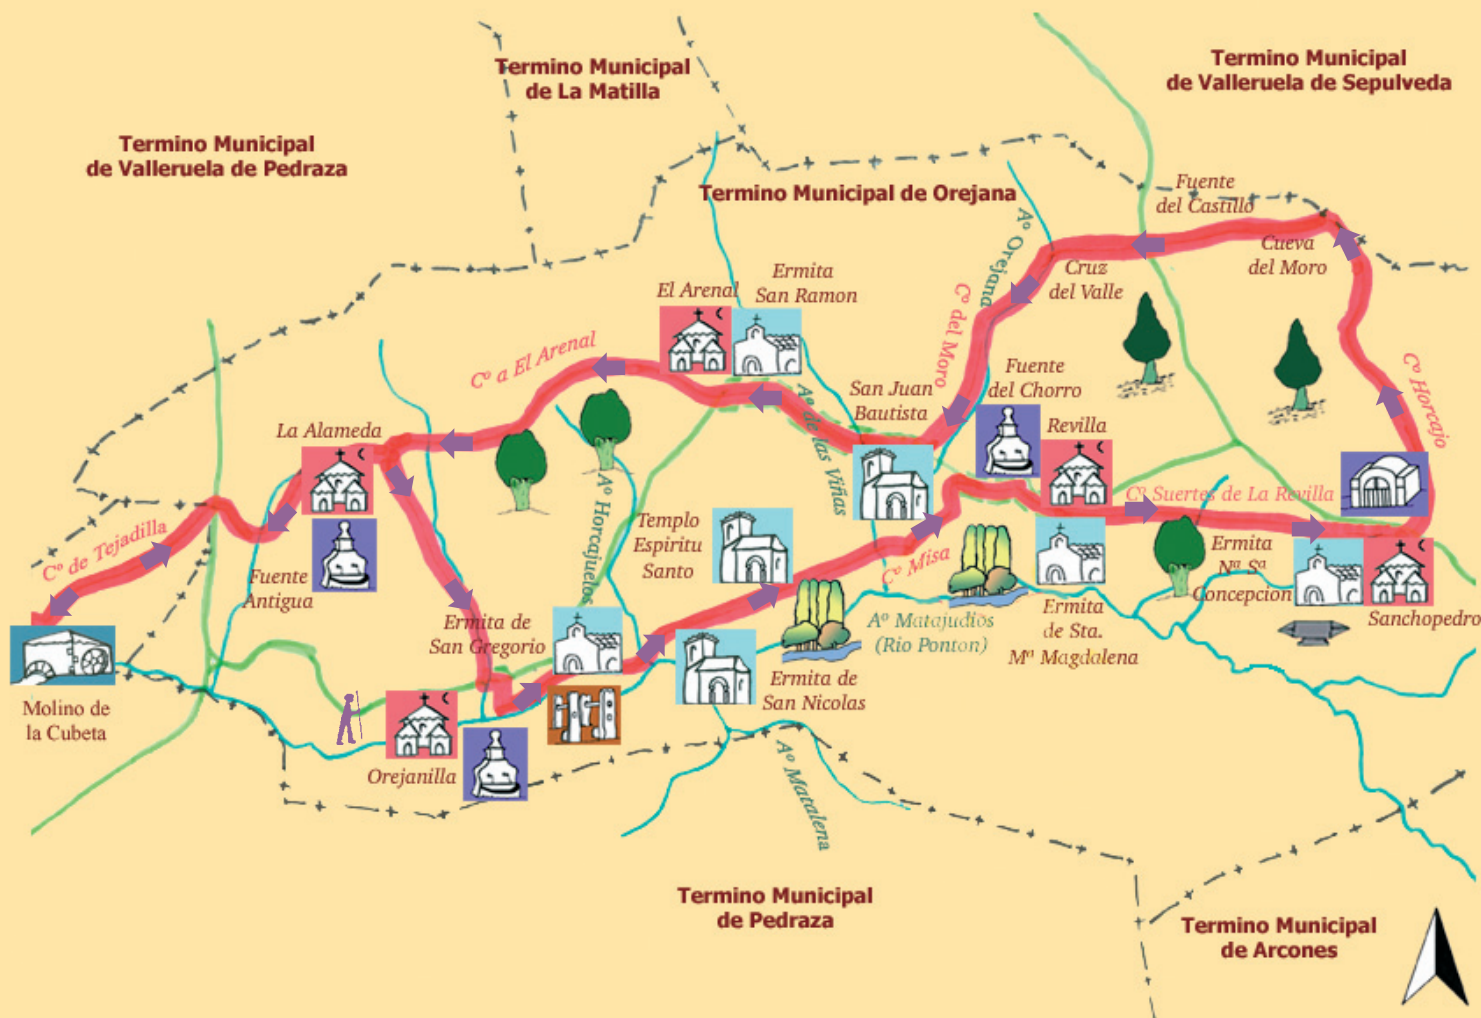 Termino Municipal
de La Matilla
Termino Municipal
de Valleruela de Sepulveda
Termino Municipal
de Valleruela de Pedraza
Termino Municipal de Orejana
Fuente
del Castillo
Cueva
del Moro
Cruz
del Valle
Aº Orejana
Cº del Moro
Ermita
San Ramon
El Arenal
Cº a El Arenal
Fuente
del Chorro
San Juan
Bautista
Aº de las Viñas
Revilla
Cº Horcajo
La Alameda
Cº Suertes de La Revilla
Aº Horcajuelos
Templo
Espiritu
Santo
Cº Misa
Cº de Tejadilla
Fuente
Antigua
Ermita
Nª Sª
Concepcion
Sanchopedro
Ermita de
San Gregorio
Aº Matajudios
(Rio Ponton)
Ermita
de Sta.
Mª Magdalena
Ermita de
San Nicolas
Molino de
la Cubeta
Orejanilla
Aº Matalena
Termino Municipal
de Pedraza
Termino Municipal
de Arcones